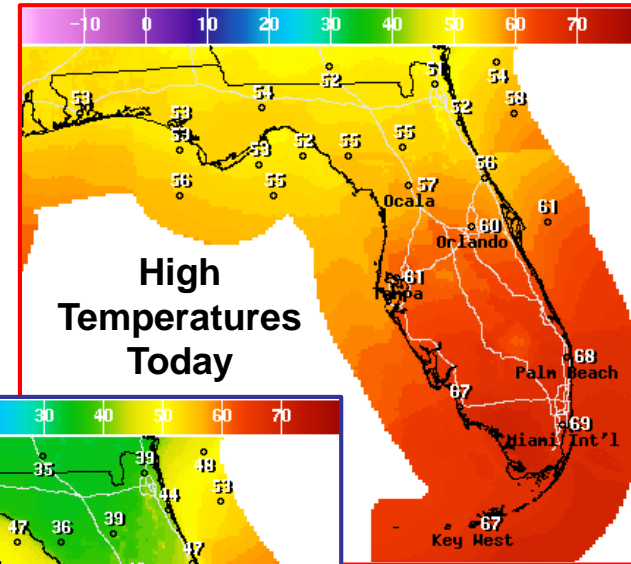 -10 0 10 20 30 40 50 60 70
52 51 54
53 54 52 58
53
53 53 52 55 55
56 55 57 56
Ocala
60 61
Orlando
61
Tampa
High
Temperatures
Today
68
Palm Beach
67
69
Miami Int'l
67
Key West
30 40 50 60 70
35 39 48
44 53
47 36 39
47